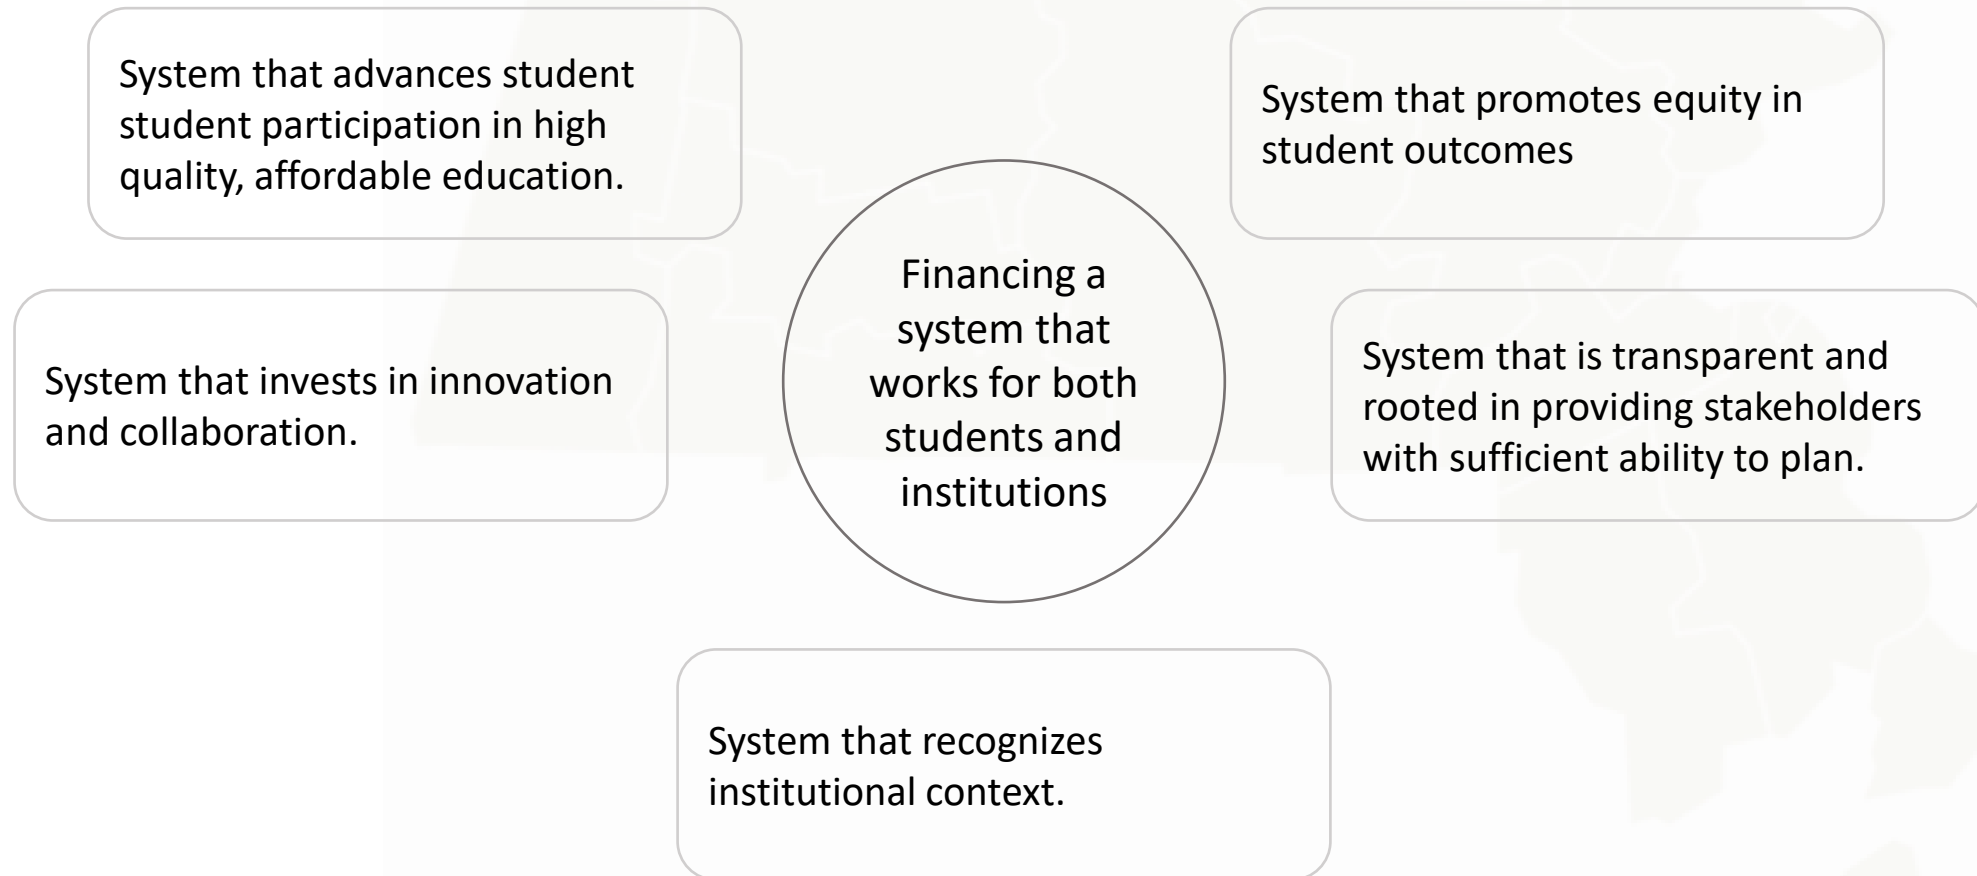 System that advances student
student participation in high
quality, affordable education.
System that promotes equity in
student outcomes
Financing a
system that
works for both
students and
institutions
System that invests in innovation
and collaboration.
System that is transparent and
rooted in providing stakeholders
with sufficient ability to plan.
System that recognizes
institutional context.